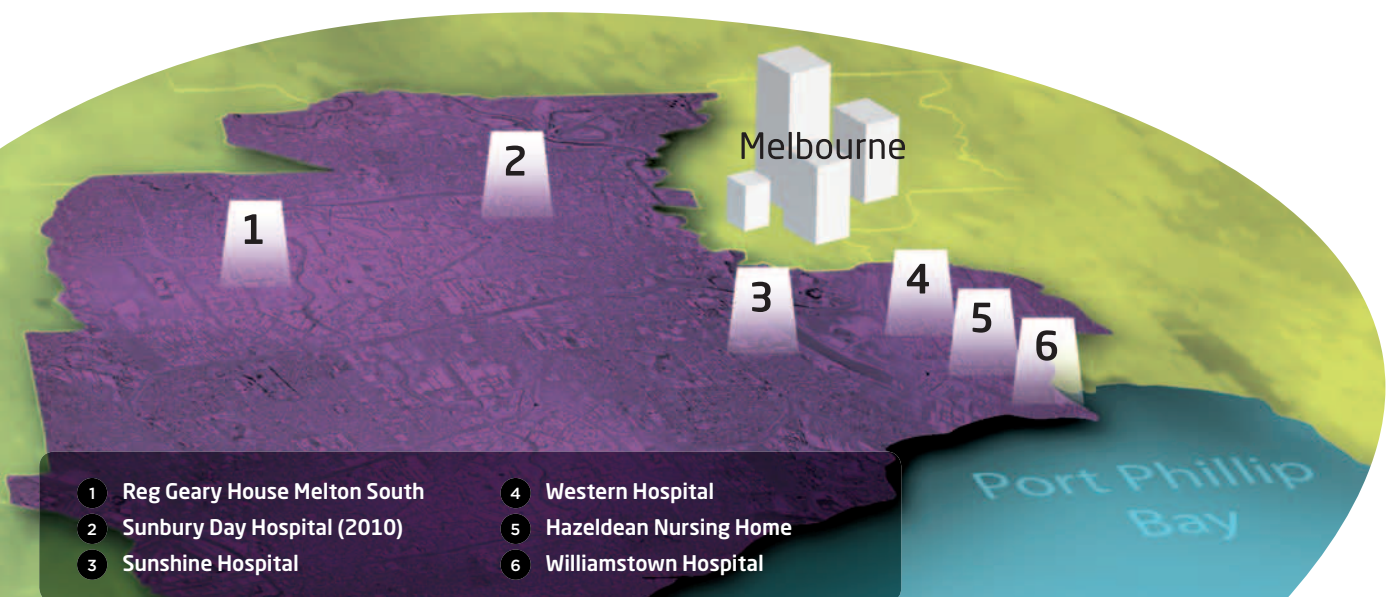 Melbourne
1
2
3
4
5
6
Port Phillip
Bay
1 Reg Geary House Melton South
2 Sunbury Day Hospital (2010)
3 Sunshine Hospital
4 Western Hospital
5 Hazeldean Nursing Home
6 Williamstown Hospital